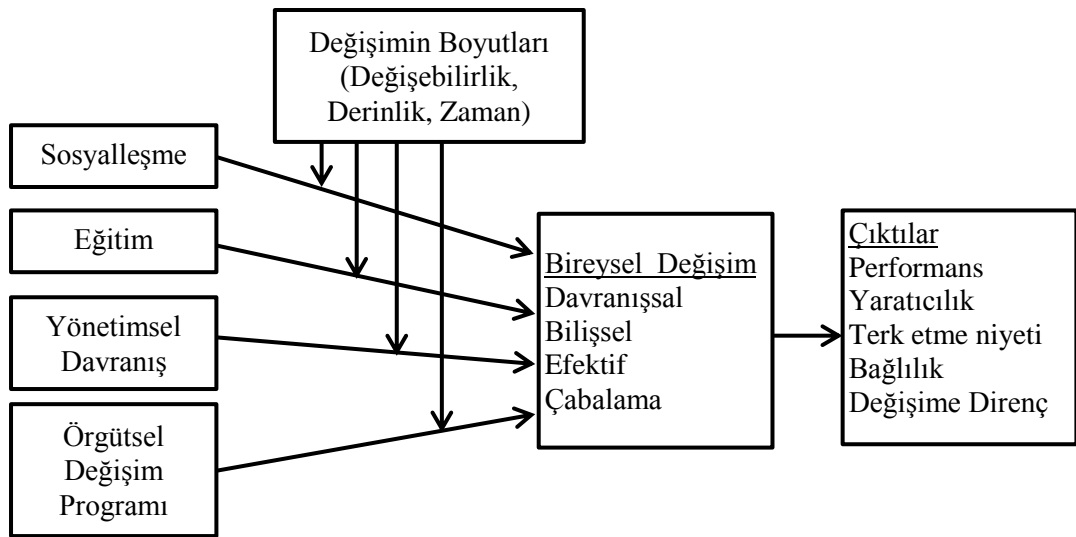 Değişimin Boyutları
(Değişebilirlik,
Derinlik, Zaman)
Sosyalleşme
Eğitim
Yönetimsel
Davranış
Örgütsel
Değişim
Programı
Bireysel Değişim
Davranışsal
Bilişsel
Efektif
Çabalama
Çıktılar
Performans
Yaratıcılık
Terk etme niyeti
Bağlılık
Değişime Direnç